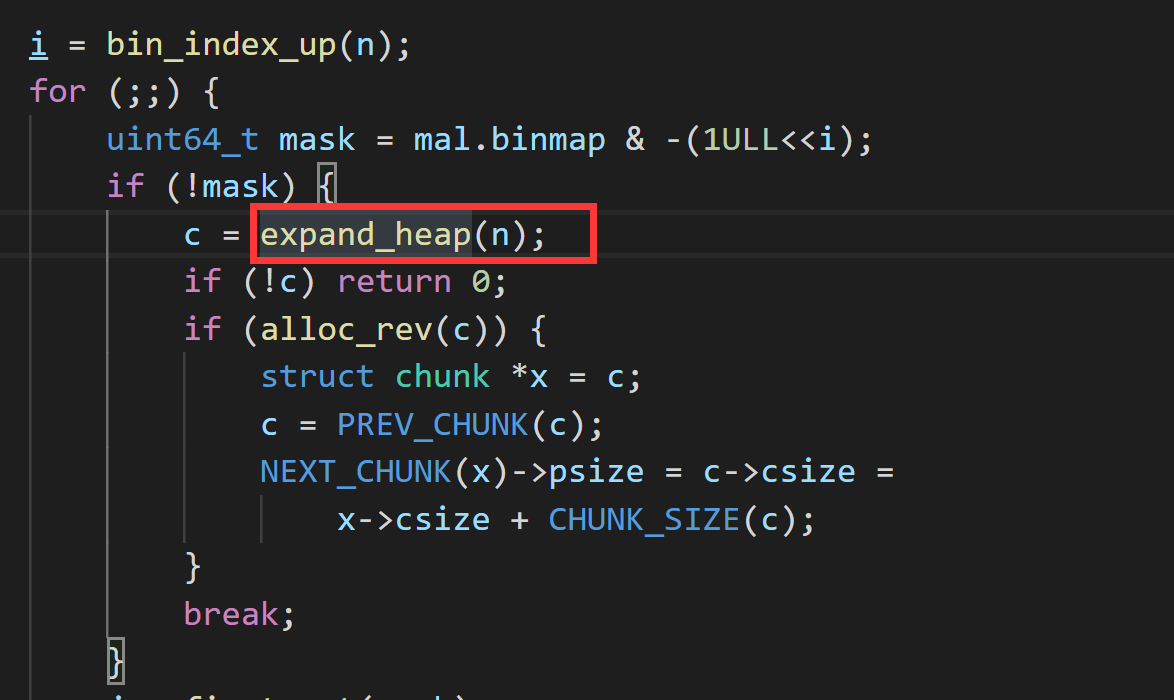 i = bin_index_up(n);
for (;;) {
uint64_t mask = mal.binmap & -(1ULL<<i);
if (!mask) {
c = expand_heap(n);
if (!c) return 0;
if (alloc_rev(c)) {
struct chunk *x = c;
c = PREV_CHUNK(c);
NEXT_CHUNK(x)->psize = c->csize =
x->csize + CHUNK_SIZE(c);
}
break;
}